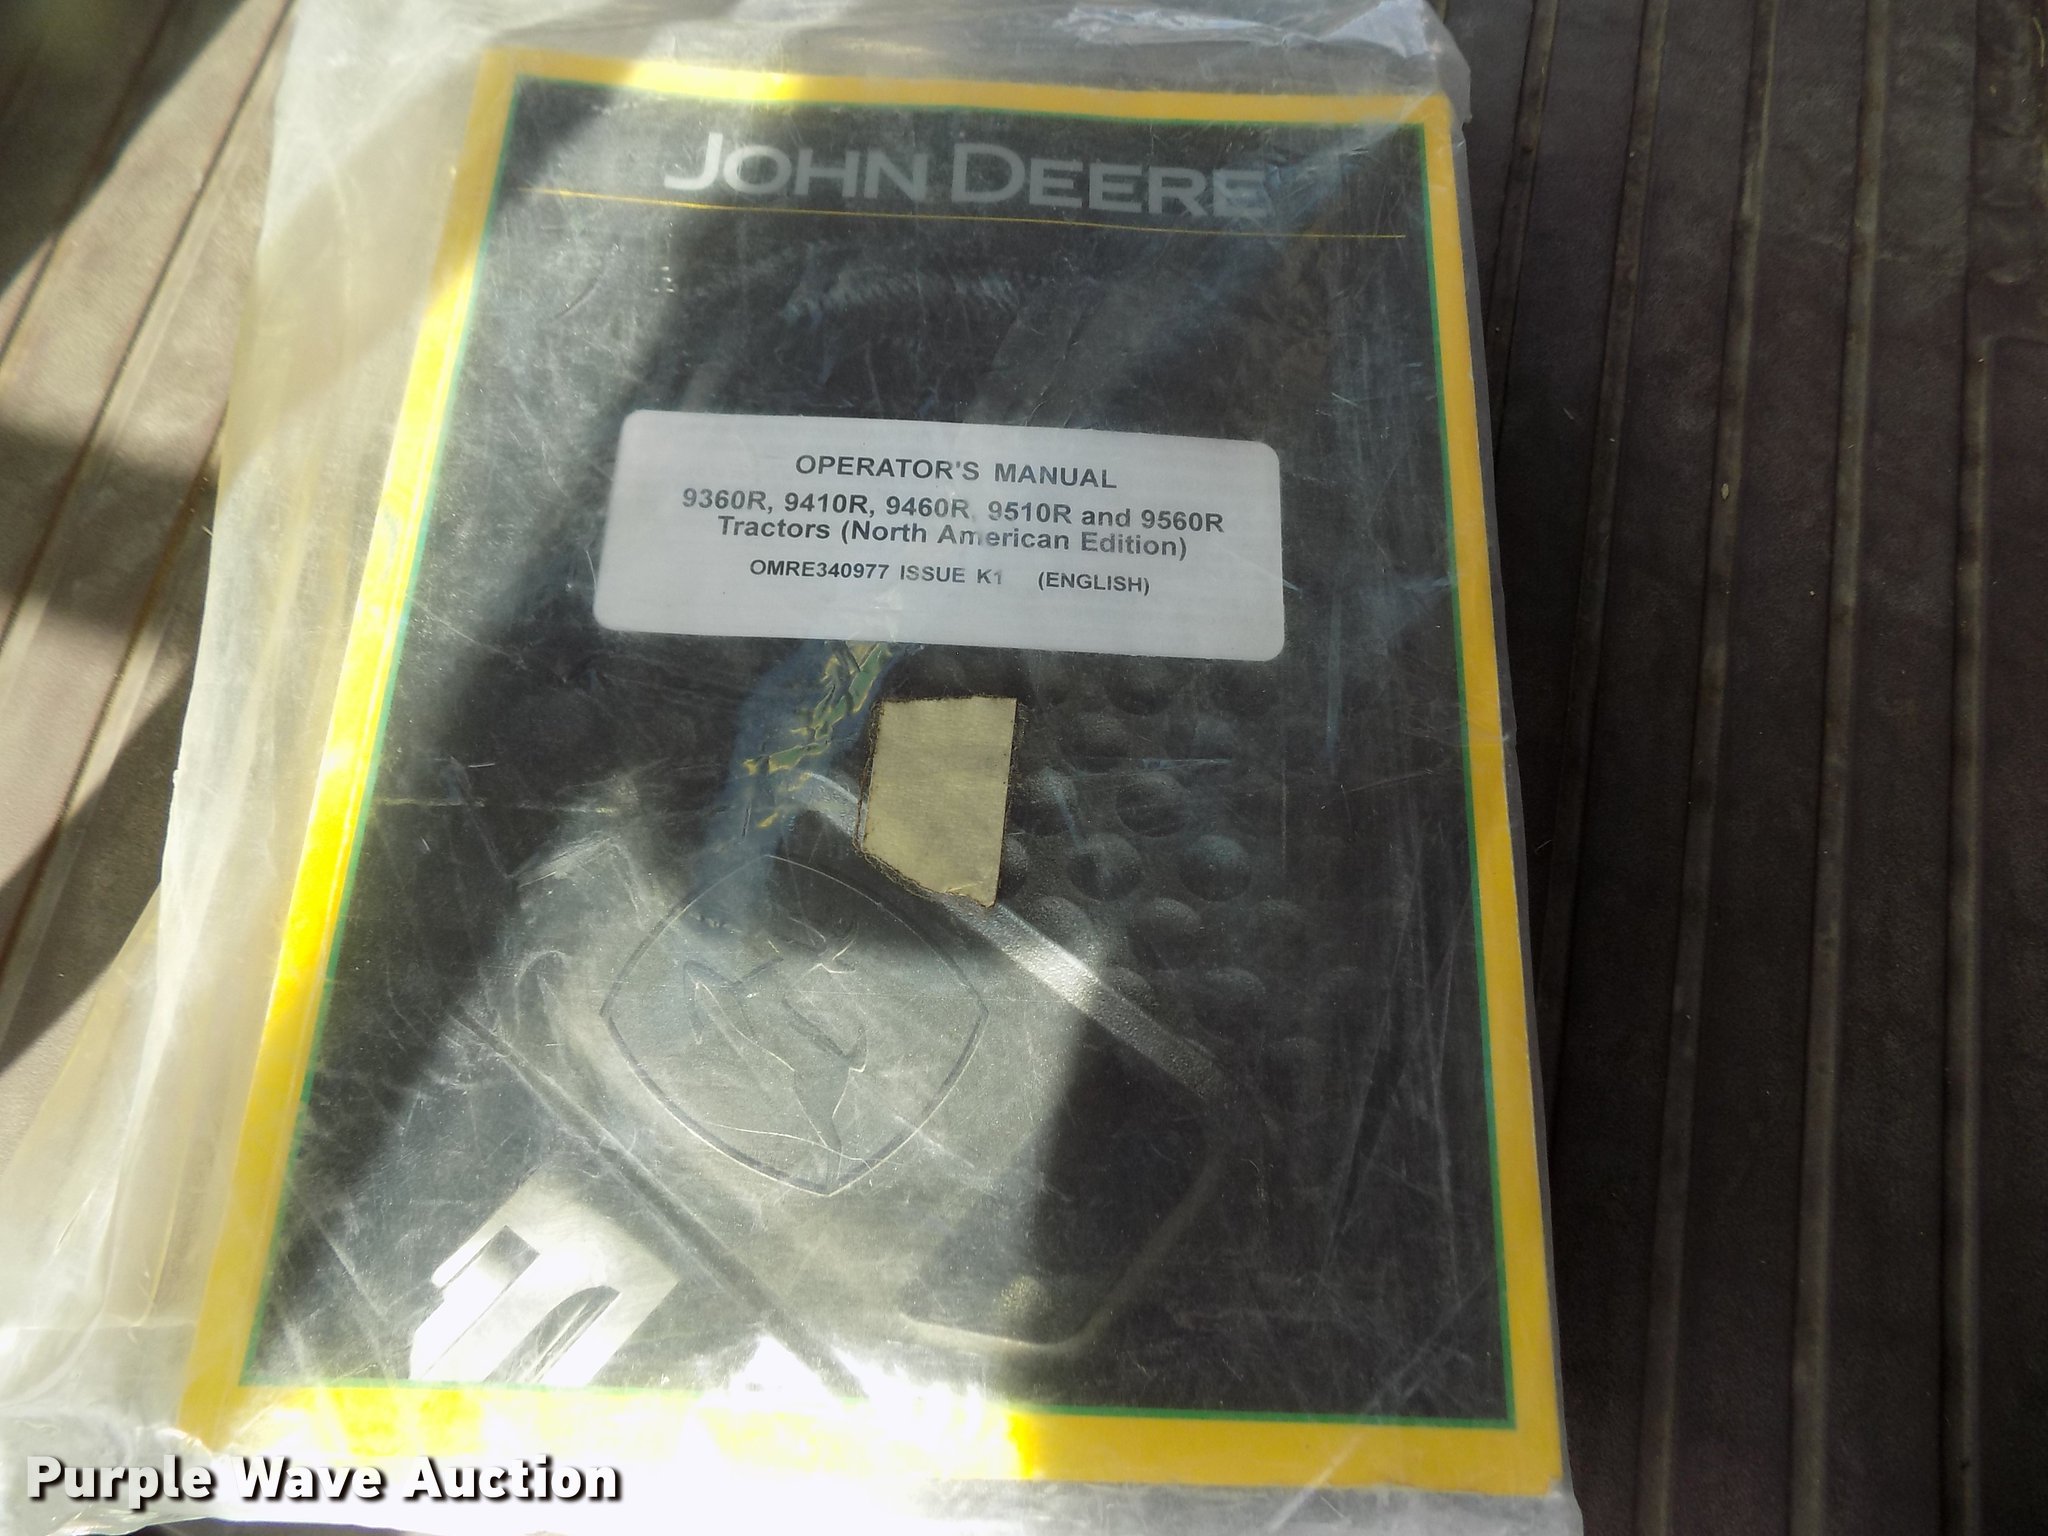 JOHN DEERE
OPERATOR'S MANUAL
9360R, 9410R, 9460R, 9510R and 9560R
Tractors (North American Edition)
OMRE340977 ISSUE K1 (ENGLISH)
Purple Wave Auction